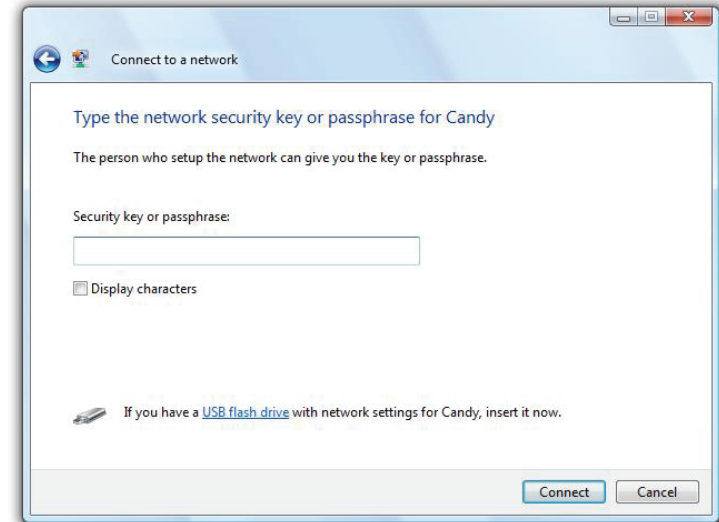 Connect to a network
Type the network security key or passphrase for Candy
The person who setup the network can give you the key or passphrase.
Security key or passphrase:
Display characters
If you have a USB flash drive with network settings for Candy, insert it now.
Connect Cancel